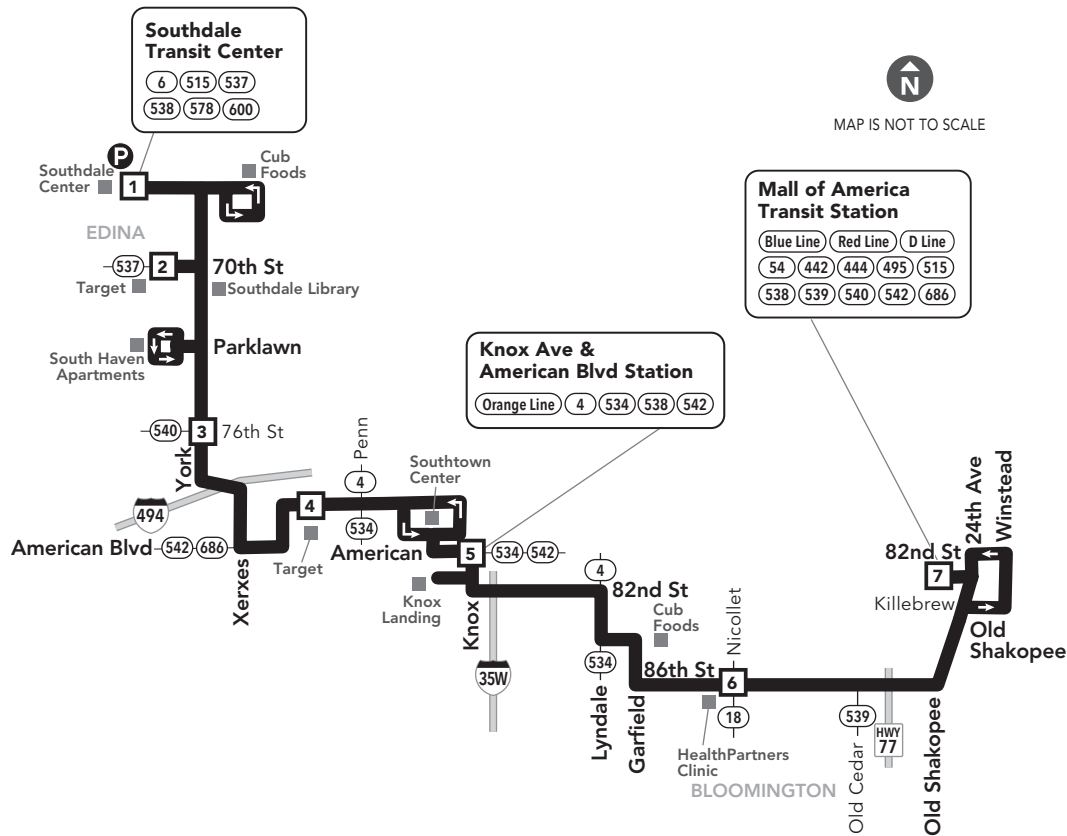 Southdale
Transit Center
6 515 537
538 578 600
N
MAP IS NOT TO SCALE
P
Southdale
Center
1
Cub
Foods
EDINA
537
2
70th St
Target
Southdale Library
South Haven
Apartments
Parklawn
540
3
76th St
York
494
American Blvd
542
686
Xerxes
4
Target
Penn
4
534
Southtown
Center
American
5
534
542
Knox Ave &
American Blvd Station
Orange Line 4 534 538 542
Knox
Landing
Knox
35W
4
82nd St
534
Lyndale
Garfield
Cub
Foods
86th St
6
Nicollet
18
HealthPartners
Clinic
BLOOMINGTON
539
Old Cedar
HWY
77
Old Shakopee
Mall of America
Transit Station
Blue Line Red Line D Line
54 442 444 495 515
538 539 540 542 686
24th Ave
Winstead
82nd St
7
Killebrew
Old
Shakopee